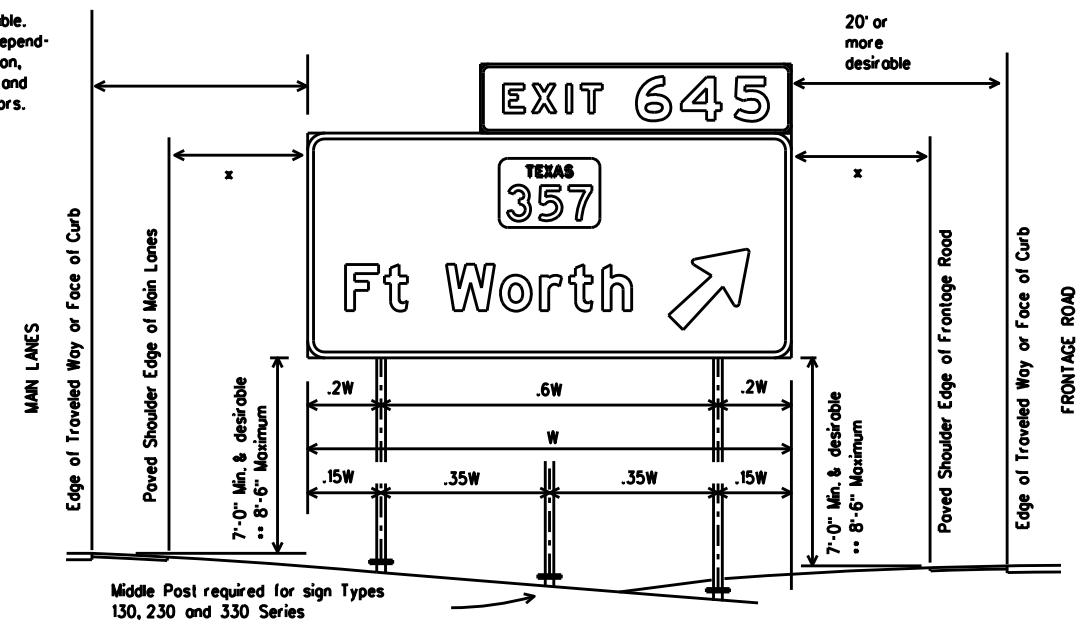 ble.
epend-
on,
and
ors.
20' or
more
desirable
EXIT 645
x
x
TEXAS
357
Ft Worth
MAIN LANES
Edge of Traveled Way or Face of Curb
Paved Shoulder Edge of Main Lanes
7'-0" Min. & desirable
** 8'-6" Maximum
.2W
.6W
.2W
W
.15W
.35W
.35W
.15W
7'-0" Min. & desirable
** 8'-6" Maximum
Paved Shoulder Edge of Frontage Road
Edge of Traveled Way or Face of Curb
FRONTAGE ROAD
Middle Post required for sign Types
130, 230 and 330 Series